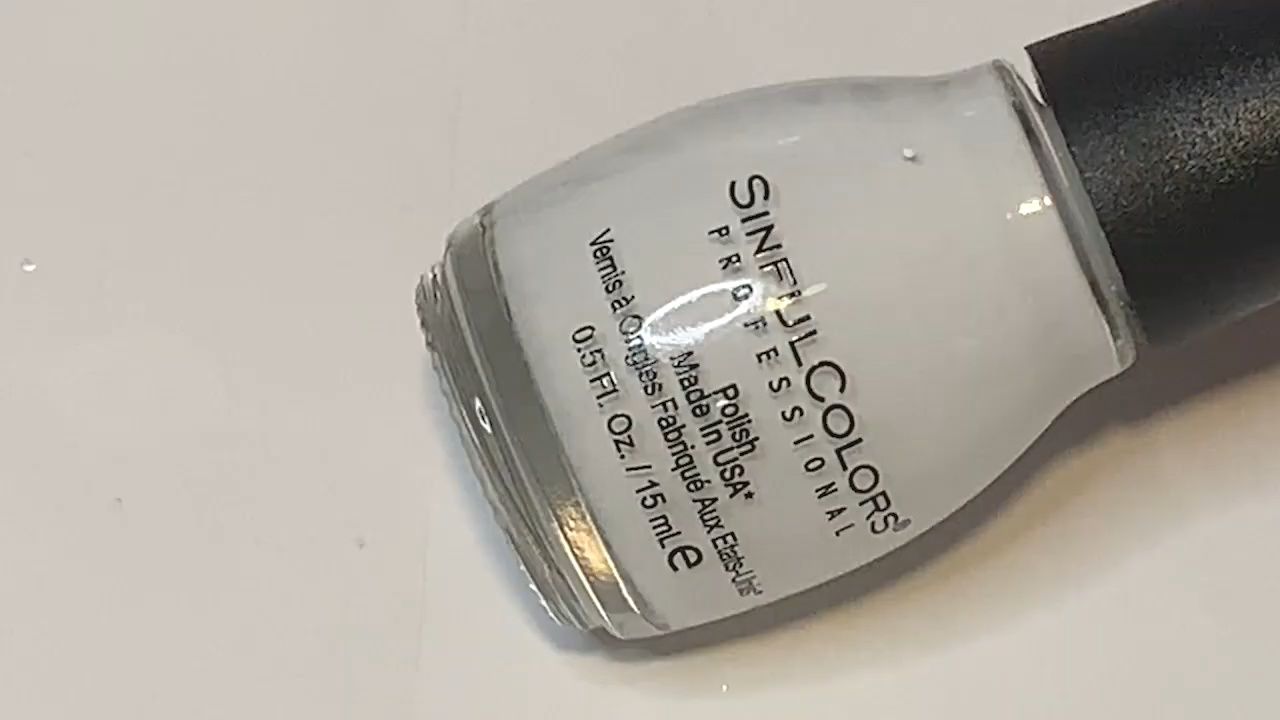 SINFULCOLORS®
PROFESSIONAL
Polish
Made In USA*
Vernis à Ongles Fabriqué Aux Etats-Unis*
0.5 Fl. Oz. / 15 mL e